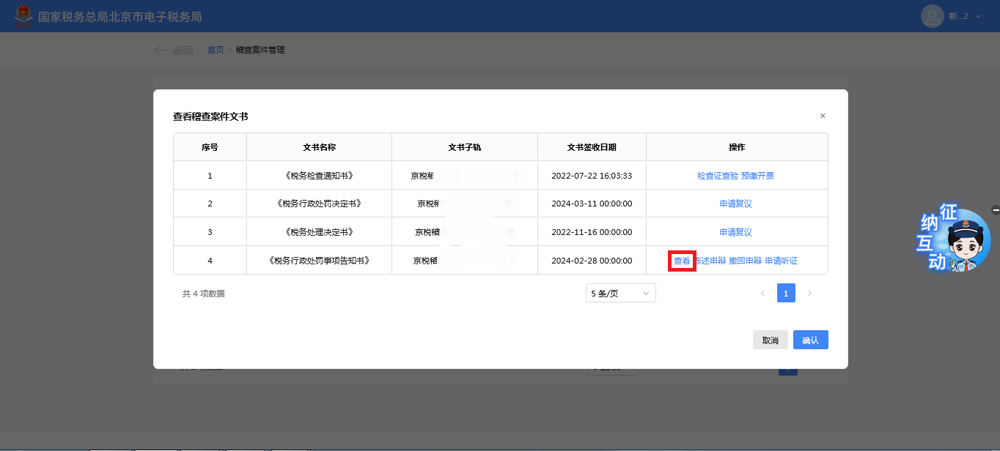 国家税务总局北京市电子税务局
新...2
返回 首页 › 稽查案件管理
查看稽查案件文书
×
序号 文书名称 文书子轨 文书签收日期 操作
1 《税务检查通知书》 京税稽 2022-07-22 16:03:33 检查证查验 预缴开票
2 《税务行政处罚决定书》 京税稽 号 2024-03-11 00:00:00 申请复议
3 《税务处理决定书》 京税稽 号 2022-11-16 00:00:00 申请复议
4 《税务行政处罚事项告知书》 京税稽 2024-02-28 00:00:00 查看 陈述申辩 撤回申辩 申请听证
共 4 项数据 5 条/页 1
取消 确认
征纳互动